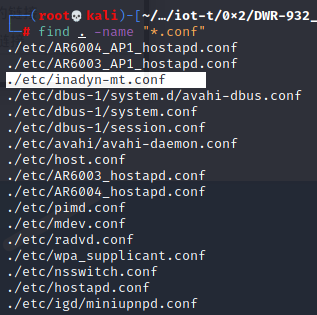 (root💀kali)-[~/…/iot-t/0×2/DWR-932_
# find . -name "*.conf"
./etc/AR6004_AP1_hostapd.conf
./etc/AR6003_AP1_hostapd.conf
./etc/inadyn-mt.conf
./etc/dbus-1/system.d/avahi-dbus.conf
./etc/dbus-1/system.conf
./etc/dbus-1/session.conf
./etc/avahi/avahi-daemon.conf
./etc/host.conf
./etc/AR6003_hostapd.conf
./etc/AR6004_hostapd.conf
./etc/pimd.conf
./etc/mdev.conf
./etc/radvd.conf
./etc/wpa_supplicant.conf
./etc/nsswitch.conf
./etc/hostapd.conf
./etc/igd/miniupnpd.conf